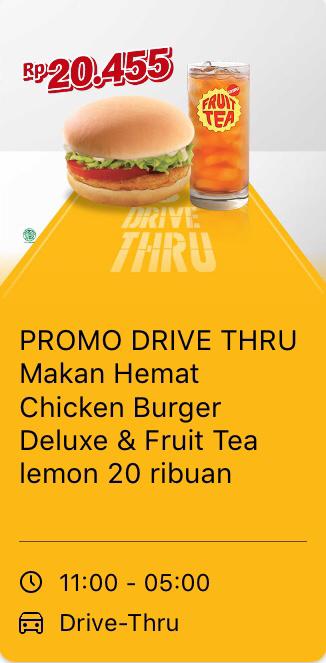 Rp20.455
FRUIT
TEA
DRIVE
THRU
PROMO DRIVE THRU
Makan Hemat
Chicken Burger
Deluxe & Fruit Tea
lemon 20 ribuan
11:00 - 05:00
Drive-Thru